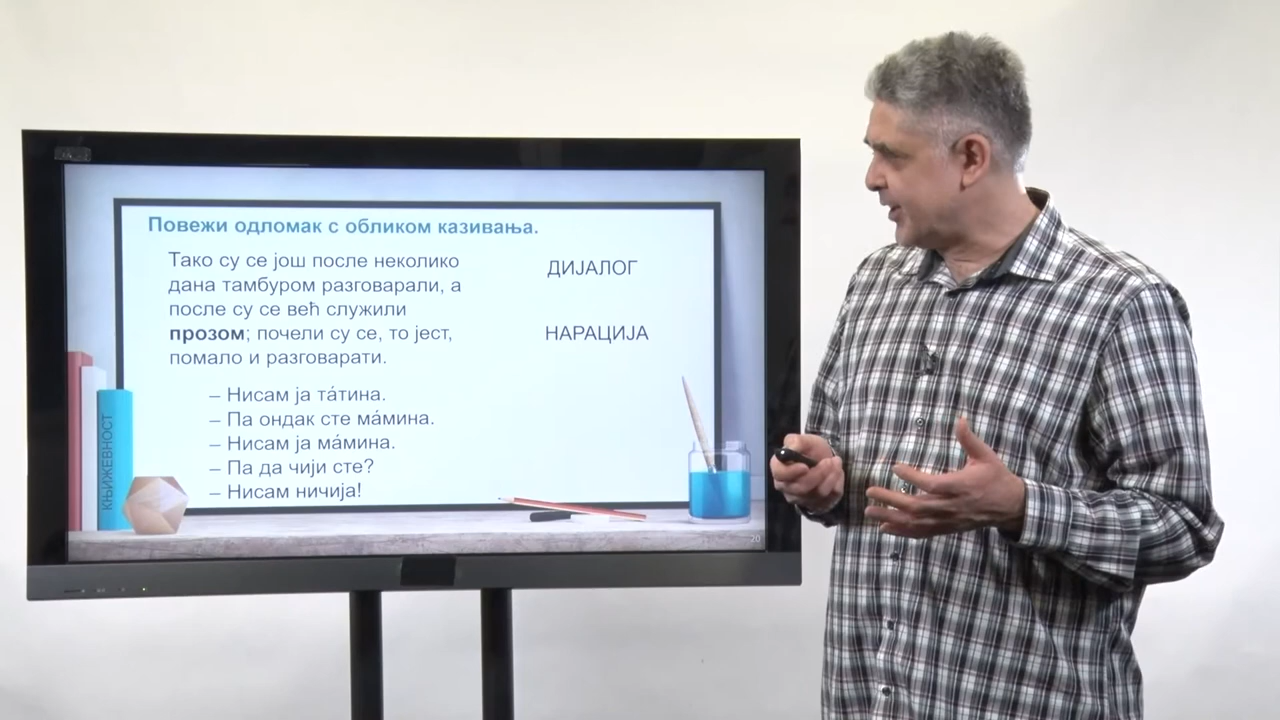 Повежи одломак с обликом казивања.
Тако су се још после неколико
дана тамбуром разговарали, а
после су се већ служили
прозом; почели су се, то јест,
помало и разговарати.
ДИЈАЛОГ
НАРАЦИЈА
– Нисам ја та́тина.
– Па ондак сте ма́мина.
– Нисам ја ма́мина.
– Па да чији сте?
– Нисам ничија!
КЊИЖЕВНОСТ
20